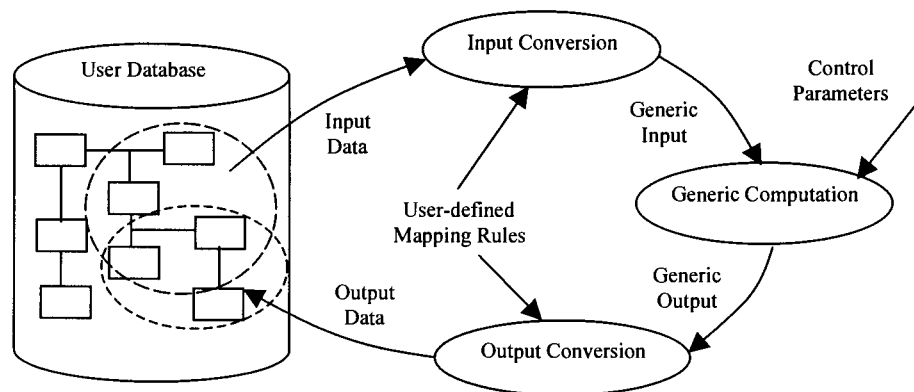 User Database
Input Conversion
Control
Parameters
Input
Data
Generic
Input
Generic Computation
User-defined
Mapping Rules
Output
Data
Generic
Output
Output Conversion